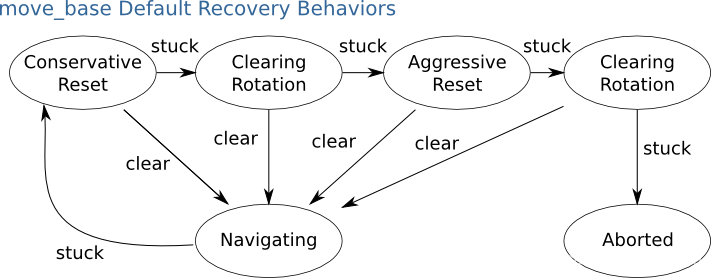 move_base Default Recovery Behaviors
stuck
stuck
stuck
Conservative
Reset
Clearing
Rotation
Aggressive
Reset
Clearing
Rotation
clear
clear
clear
clear
stuck
stuck
Navigating
Aborted